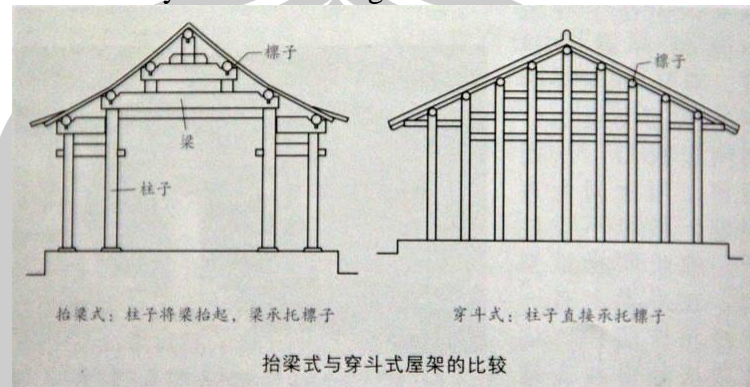 檩子
梁
柱子
檩子
抬梁式：柱子将梁抬起，梁承托檩子
穿斗式：柱子直接承托檩子
抬梁式与穿斗式屋架的比较